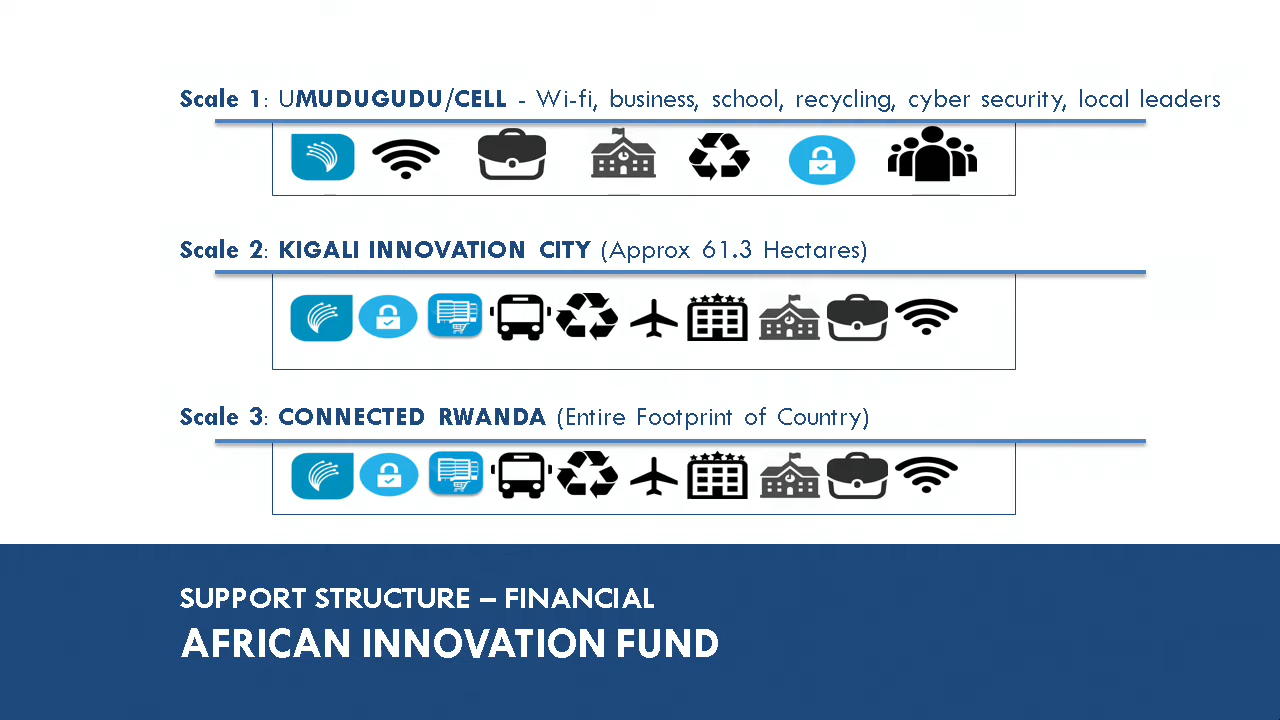 Scale 1: UMUDUGUDU/CELL - Wi-fi, business, school, recycling, cyber security, local leaders
Scale 2: KIGALI INNOVATION CITY (Approx 61.3 Hectares)
Scale 3: CONNECTED RWANDA (Entire Footprint of Country)
SUPPORT STRUCTURE – FINANCIAL
AFRICAN INNOVATION FUND